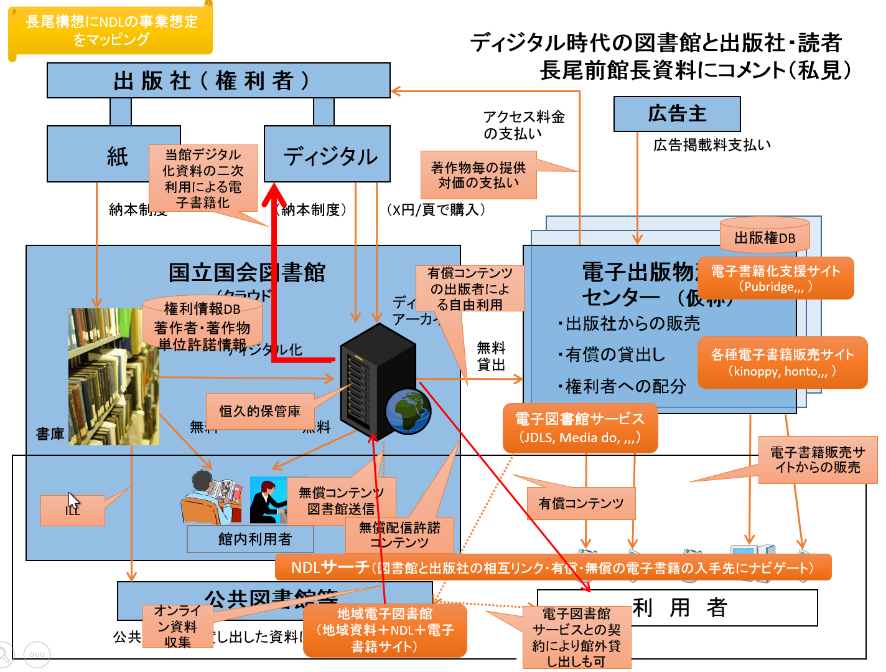 長尾構想にNDLの事業想定
をマッピング
ディジタル時代の図書館と出版社・読者
長尾前館長資料にコメント（私見）
出 版 社 （ 権 利 者 ）
紙
ディジタル
当館デジタル
化資料の二次
利用による電
子書籍化
納本制度
（納本制度）
（X円/頁で購入）
アクセス料金
の支払い
著作物毎の提供
対価の支払い
広告主
広告掲載料支払い
出版権DB
国立国会図書館
（クラウド
権利情報DB
著作者・著作物
単位許諾情報
ディジタル化
有償コンテンツ
の出版者によ
る自由利用
ディ
アーカ
無料
貸出
電子出版物
センター （仮称）
・出版社からの販売
・有償の貸出し
・権利者への配分
電子書籍化支援サイト
（Pubridge,,, ）
各種電子書籍販売サイト
（kinoppy, honto,,, ）
電子図書館サービス
（JDLS, Media do, ,,,）
電子書籍販売サ
イトからの販売
恒久的保管庫
書庫
無料
無料
ILL
無償コンテンツ
図書館送信
無償配信許諾
コンテンツ
有償コンテンツ
館内利用者
NDLサーチ（図書館と出版社の相互リンク・有償・無償の電子書籍の入手先にナビゲート）
公共図書館等
利 用 者
オンライ
ン資料
収集
公共
し出した資料に
地域電子図書館
（地域資料＋NDL＋電子
書籍サイト）
電子図書館
サービスとの契
約により館外貸
し出しも可